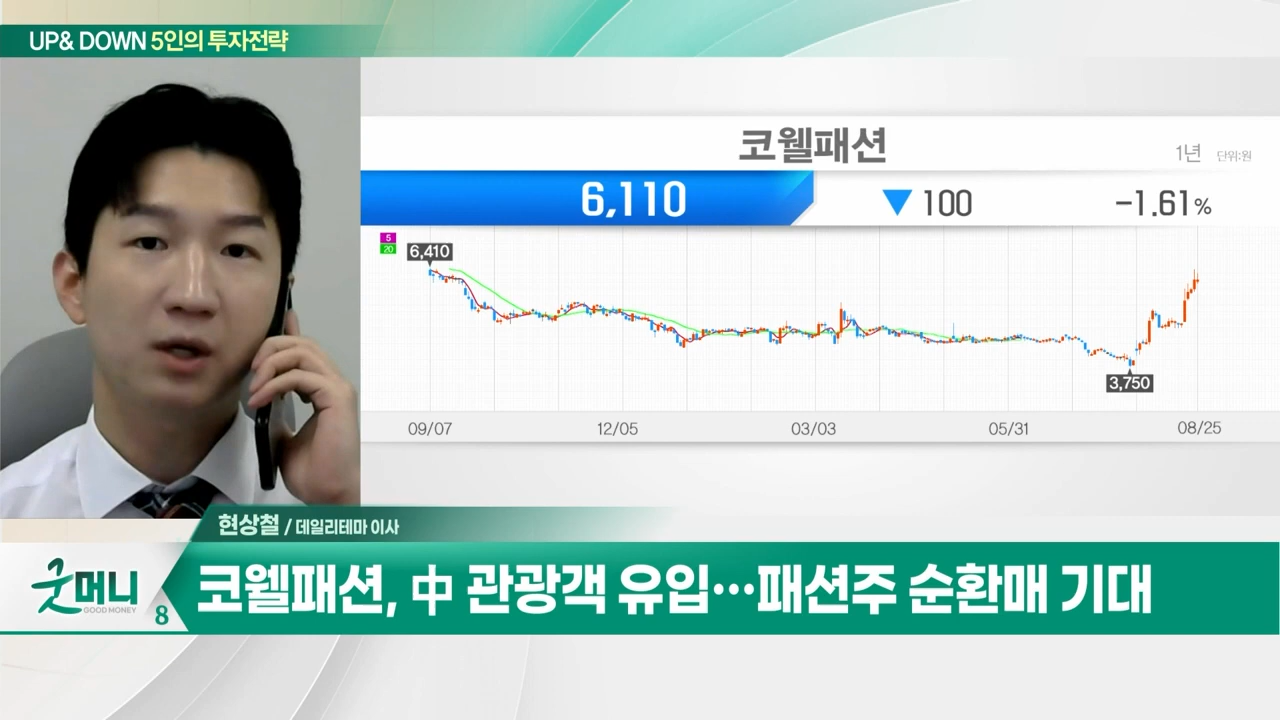 UP& DOWN 5인의 투자전략
코웰패션
1년 단위:원
6,110 ▼ 100 -1.61%
5
20
6,410
3,750
09/07 12/05 03/03 05/31 08/25
현상철 / 데일리테마 이사
굿머니
GOOD MONEY
8
코웰패션, 中 관광객 유입…패션주 순환매 기대